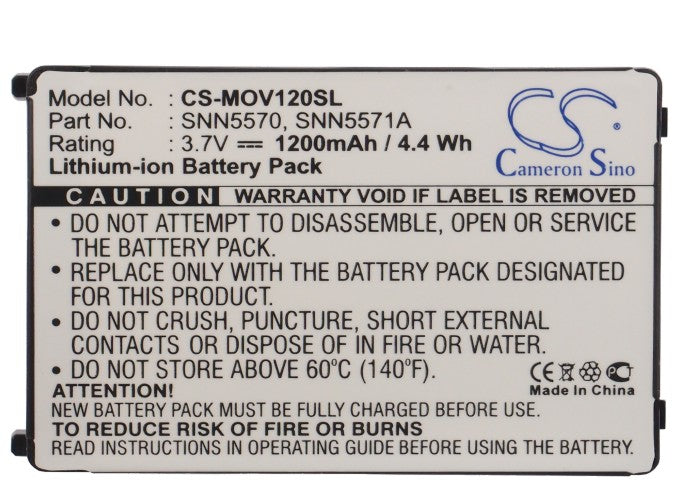 Model No.: CS-MOV120SL
Part No.: SNN5570, SNN5571A
Rating: 3.7V ⎓ 1200mAh / 4.4 Wh
Lithium-ion Battery Pack
CS
Cameron Sino
CAUTION WARRANTY VOID IF LABEL IS REMOVED
• DO NOT ATTEMPT TO DISASSEMBLE, OPEN OR SERVICE
THE BATTERY PACK.
• REPLACE ONLY WITH THE BATTERY PACK DESIGNATED
FOR THIS PRODUCT.
• DO NOT CRUSH, PUNCTURE, SHORT EXTERNAL
CONTACTS OR DISPOSE OF IN FIRE OR WATER.
• DO NOT STORE ABOVE 60°C (140°F).
CE
Made In China
ATTENTION:
NEW BATTERY PACK MUST BE FULLY CHARGED BEFORE USING.
TO REDUCE RISK OF FIRE OR BURNS
READ INSTRUCTIONS IN OPERATING GUIDE BEFORE USE.